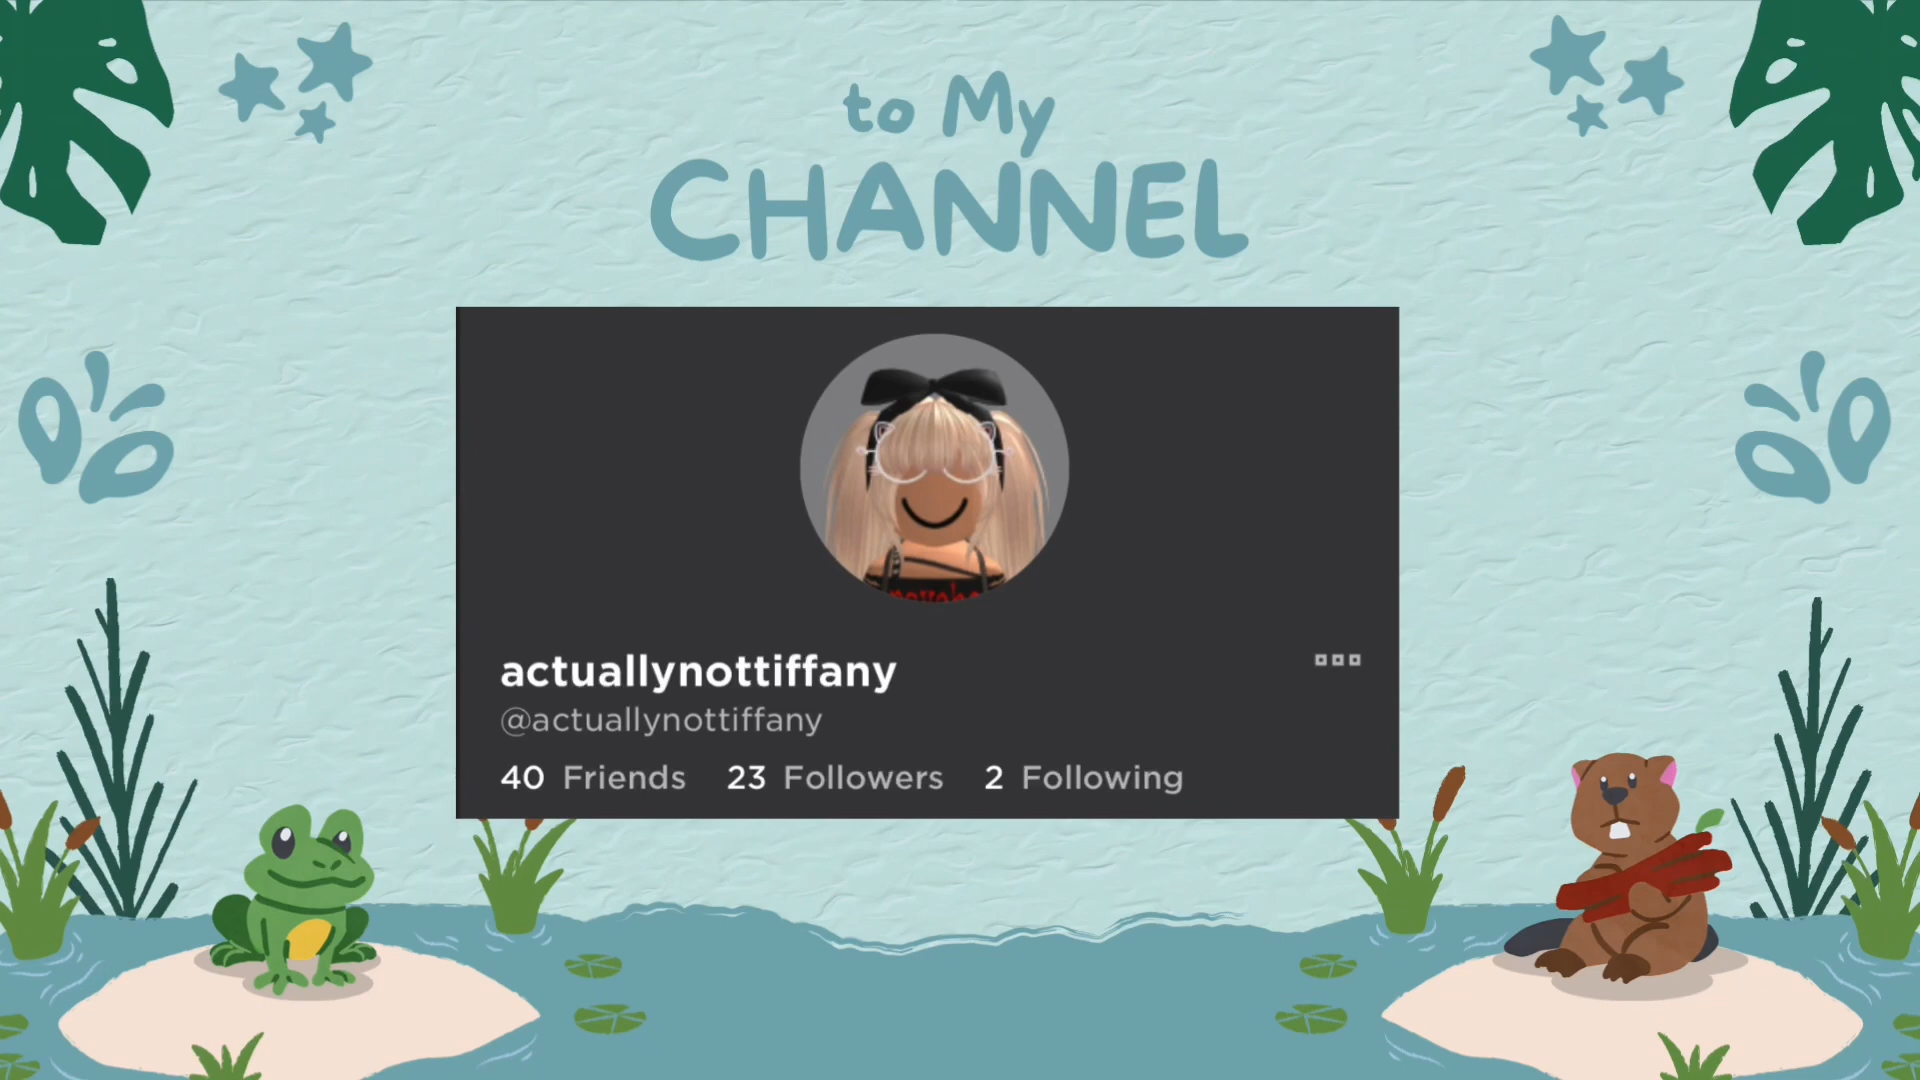 to My
CHANNEL
actuallynottiffany
@actuallynottiffany
40 Friends 23 Followers 2 Following